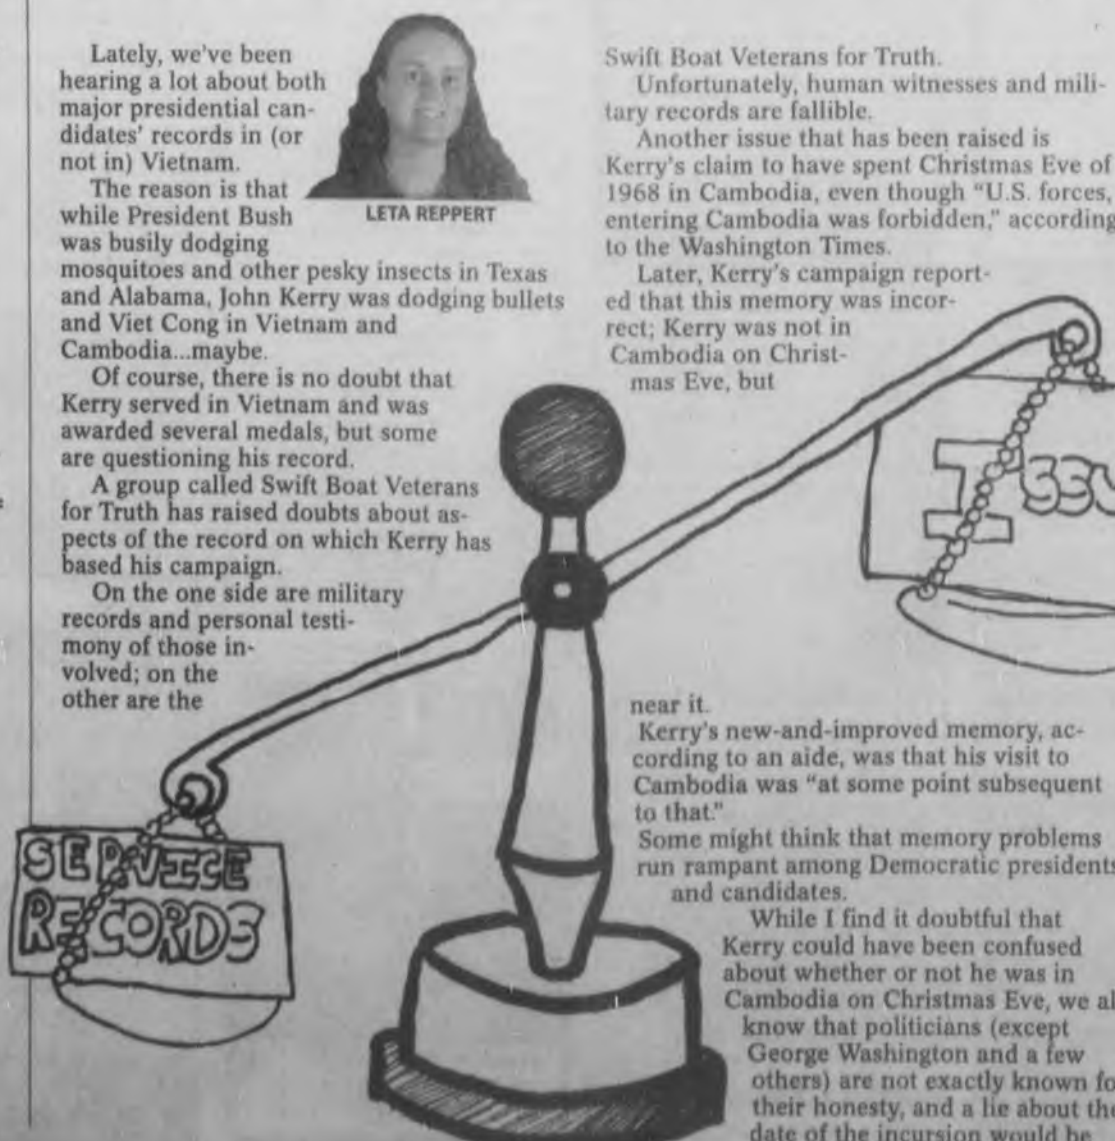 Lately, we've been
hearing a lot about both
major presidential can-
didates' records in (or
not in) Vietnam.
The reason is that
while President Bush
was busily dodging
mosquitoes and other pesky insects in Texas
and Alabama, John Kerry was dodging bullets
and Viet Cong in Vietnam and
Cambodia...maybe.
Of course, there is no doubt that
Kerry served in Vietnam and was
awarded several medals, but some
are questioning his record.
A group called Swift Boat Veterans
for Truth has raised doubts about as-
pects of the record on which Kerry has
based his campaign.
On the one side are military
records and personal testi-
mony of those in-
volved; on the
other are the
LETA REPPERT
SERVICE
RECORDS
Swift Boat Veterans for Truth.
Unfortunately, human witnesses and mili-
tary records are fallible.
Another issue that has been raised is
Kerry's claim to have spent Christmas Eve of
1968 in Cambodia, even though "U.S. forces,
entering Cambodia was forbidden," according
to the Washington Times.
Later, Kerry's campaign report-
ed that this memory was incor-
rect; Kerry was not in
Cambodia on Christ-
mas Eve, but
ISSU
near it.
Kerry's new-and-improved memory, ac-
cording to an aide, was that his visit to
Cambodia was "at some point subsequent
to that."
Some might think that memory problems
run rampant among Democratic presidents
and candidates.
While I find it doubtful that
Kerry could have been confused
about whether or not he was in
Cambodia on Christmas Eve, we al
know that politicians (except
George Washington and a few
others) are not exactly known fo
their honesty, and a lie about the
date of the incursion would be